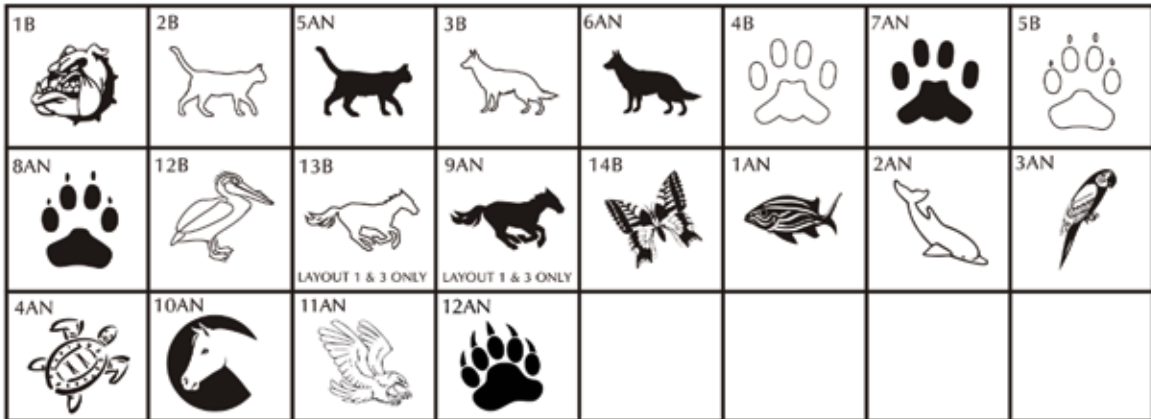 1B
2B
5AN
3B
6AN
4B
7AN
5B
8AN
12B
13B
LAYOUT 1 & 3 ONLY
9AN
LAYOUT 1 & 3 ONLY
14B
1AN
2AN
3AN
4AN
10AN
11AN
12AN